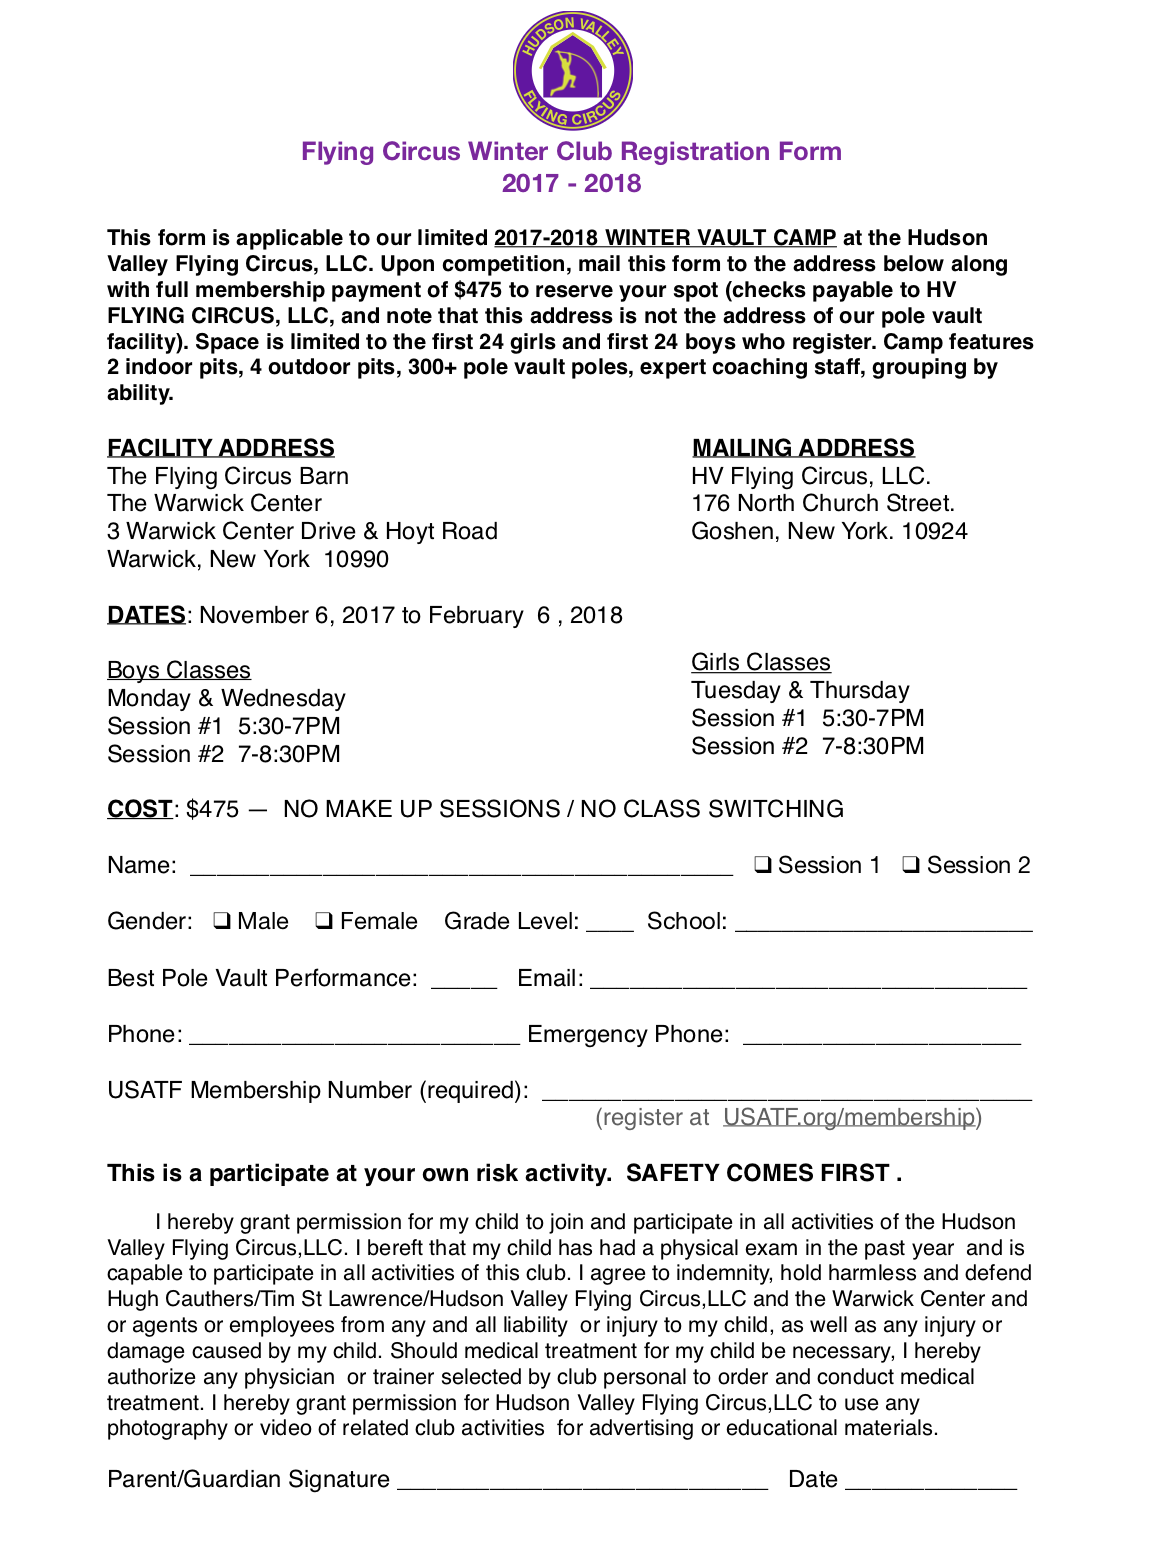 HUDSON VALLEY
FLYING CIRCUS
Flying Circus Winter Club Registration Form
2017 - 2018
This form is applicable to our limited 2017-2018 WINTER VAULT CAMP at the Hudson
Valley Flying Circus, LLC. Upon competition, mail this form to the address below along
with full membership payment of $475 to reserve your spot (checks payable to HV
FLYING CIRCUS, LLC, and note that this address is not the address of our pole vault
facility). Space is limited to the first 24 girls and first 24 boys who register. Camp features
2 indoor pits, 4 outdoor pits, 300+ pole vault poles, expert coaching staff, grouping by
ability.
FACILITY ADDRESS
The Flying Circus Barn
The Warwick Center
3 Warwick Center Drive & Hoyt Road
Warwick, New York  10990
MAILING ADDRESS
HV Flying Circus, LLC.
176 North Church Street.
Goshen, New York. 10924
DATES: November 6, 2017 to February  6 , 2018
Boys Classes
Monday & Wednesday
Session #1  5:30-7PM
Session #2  7-8:30PM
Girls Classes
Tuesday & Thursday
Session #1  5:30-7PM
Session #2  7-8:30PM
COST: $475 —  NO MAKE UP SESSIONS / NO CLASS SWITCHING
Name: _________________________________________ ❑ Session 1 ❑ Session 2
Gender: ❑ Male ❑ Female Grade Level: ____ School: ______________________
Best Pole Vault Performance: _____ Email: _________________________________
Phone: _________________________ Emergency Phone: _____________________
USATF Membership Number (required): _____________________________________
(register at  USATF.org/membership)
This is a participate at your own risk activity.  SAFETY COMES FIRST .
I hereby grant permission for my child to join and participate in all activities of the Hudson
Valley Flying Circus,LLC. I bereft that my child has had a physical exam in the past year  and is
capable to participate in all activities of this club. I agree to indemnity, hold harmless and defend
Hugh Cauthers/Tim St Lawrence/Hudson Valley Flying Circus,LLC and the Warwick Center and
or agents or employees from any and all liability  or injury to my child, as well as any injury or
damage caused by my child. Should medical treatment for my child be necessary, I hereby
authorize any physician  or trainer selected by club personal to order and conduct medical
treatment. I hereby grant permission for Hudson Valley Flying Circus,LLC to use any
photography or video of related club activities  for advertising or educational materials.
Parent/Guardian Signature ____________________________ Date _____________